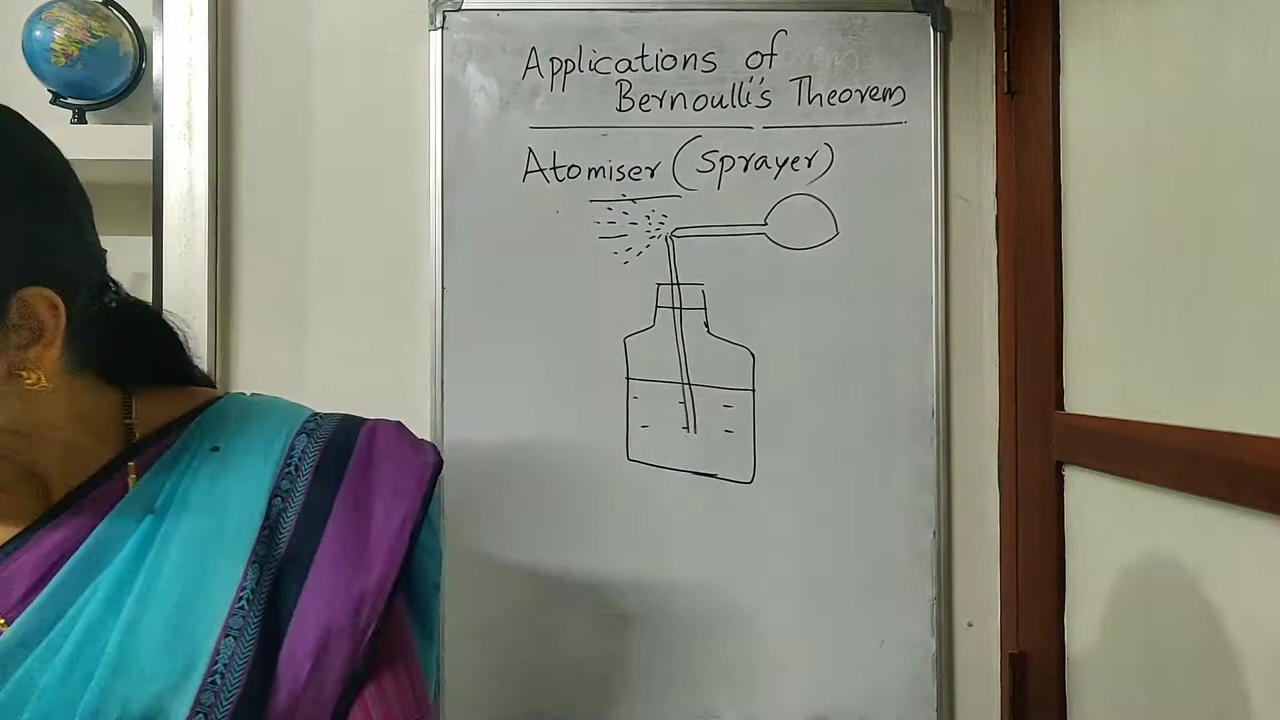 Applications of
Bernoulli's Theorem
Atomiser (Sprayer)